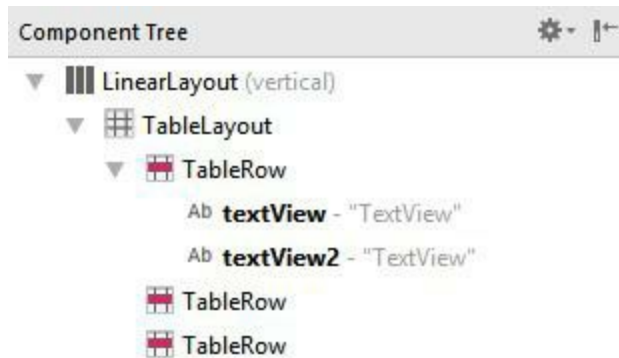 Component Tree
LinearLayout (vertical)
TableLayout
TableRow
Ab textView - "TextView"
Ab textView2 - "TextView"
TableRow
TableRow